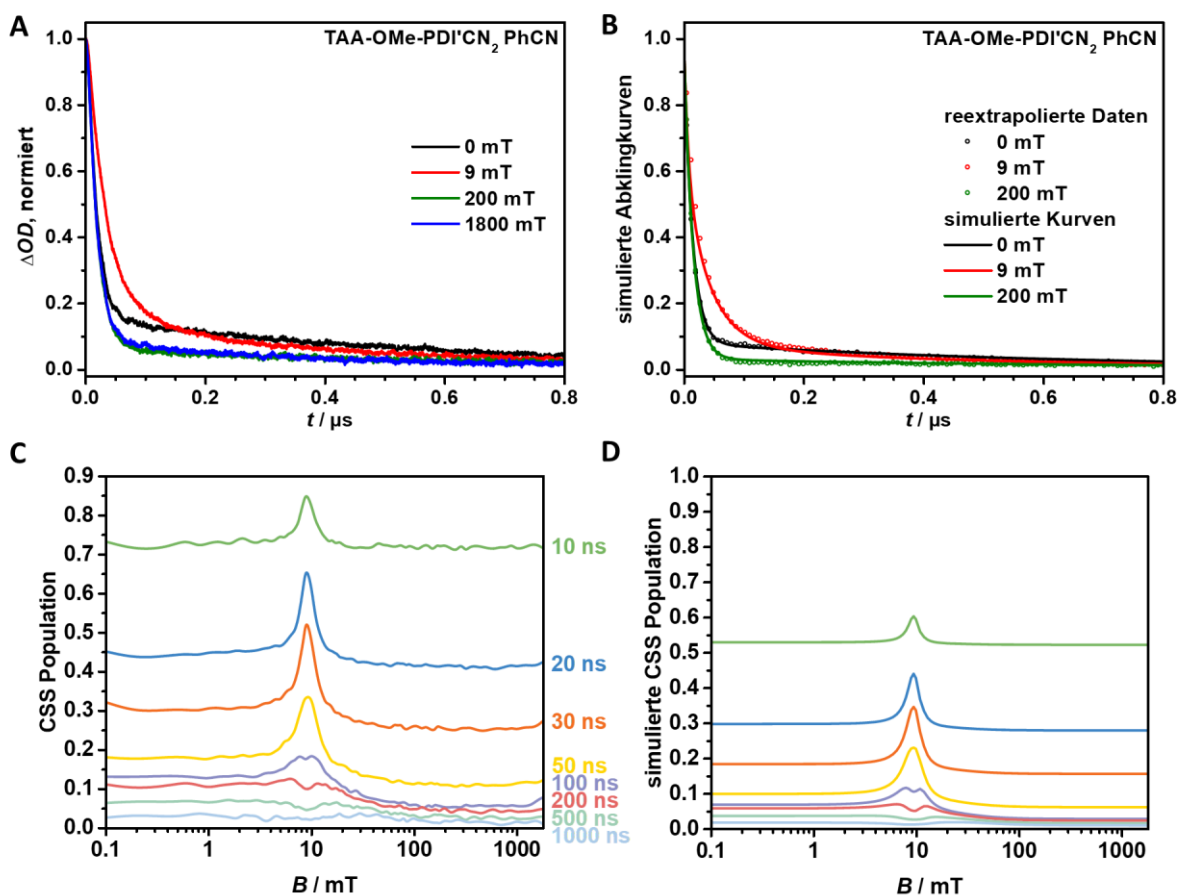 A
TAA-OMe-PDI'CN₂ PhCN
1.0
0.8
0.6
0.4
0.2
0.0
ΔOD, normiert
0 mT
9 mT
200 mT
1800 mT
0.0 0.2 0.4 0.6 0.8
t / µs
B
TAA-OMe-PDI'CN₂ PhCN
1.0
0.8
0.6
0.4
0.2
0.0
simulierte Abklingkurven
reextrapolierte Daten
0 mT
9 mT
200 mT
simulierte Kurven
0 mT
9 mT
200 mT
0.0 0.2 0.4 0.6 0.8
t / µs
C
0.9
0.8
0.7
0.6
0.5
0.4
0.3
0.2
0.1
0.0
CSS Population
10 ns
20 ns
30 ns
50 ns
100 ns
200 ns
500 ns
1000 ns
0.1 1 10 100 1000
B / mT
D
1.0
0.9
0.8
0.7
0.6
0.5
0.4
0.3
0.2
0.1
0.0
simulierte CSS Population
0.1 1 10 100 1000
B / mT